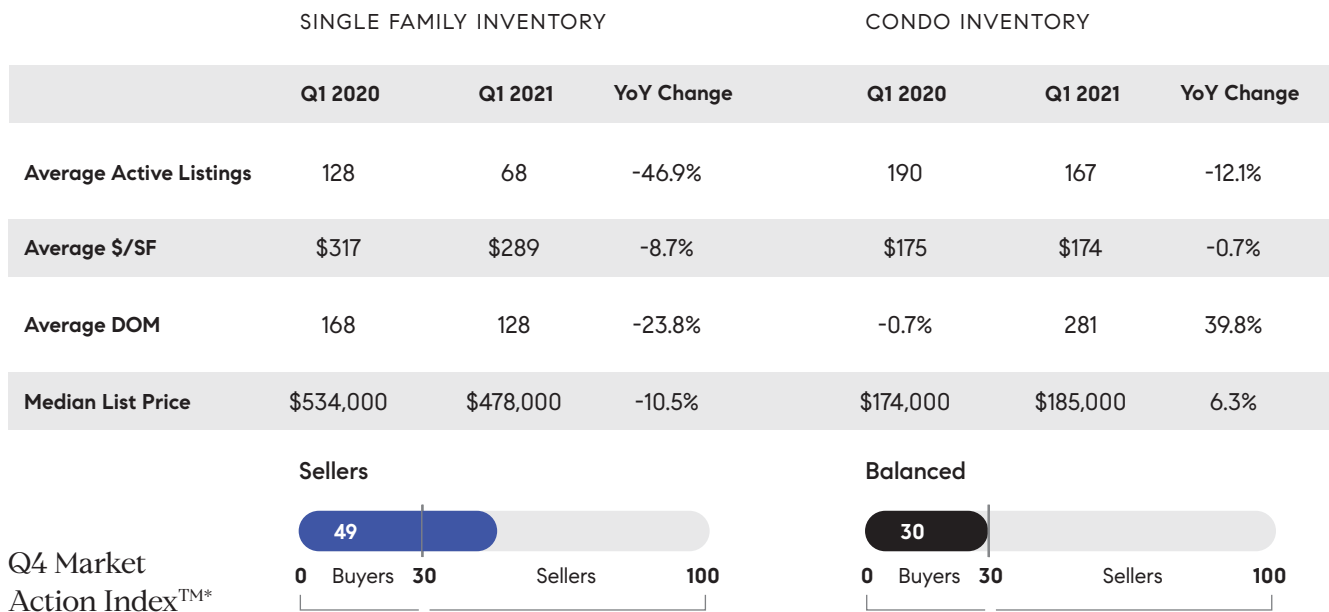 SINGLE FAMILY INVENTORY CONDO INVENTORY
Q1 2020 Q1 2021 YoY Change Q1 2020 Q1 2021 YoY Change
Average Active Listings 128 68 -46.9% 190 167 -12.1%
Average $/SF $317 $289 -8.7% $175 $174 -0.7%
Average DOM 168 128 -23.8% -0.7% 281 39.8%
Median List Price $534,000 $478,000 -10.5% $174,000 $185,000 6.3%
Sellers Balanced
49 30
Q4 Market
Action Index™*
0 Buyers 30 Sellers 100 0 Buyers 30 Sellers 100